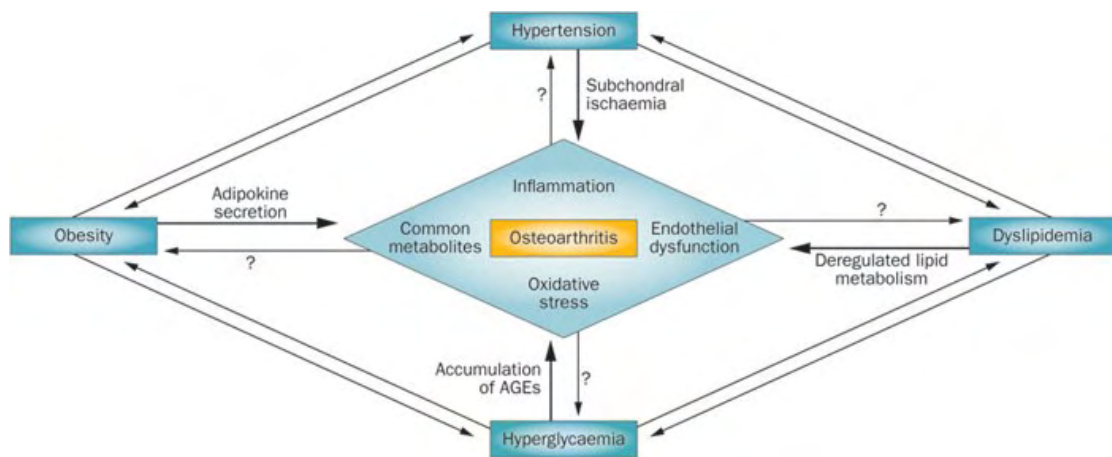 Hypertension
?
Subchondral
ischaemia
Inflammation
Adipokine
secretion
?
Obesity
Common
metabolites
Osteoarthritis
Endothelial
dysfunction
Dyslipidemia
?
Deregulated lipid
metabolism
Oxidative
stress
Accumulation
of AGEs
?
Hyperglycaemia